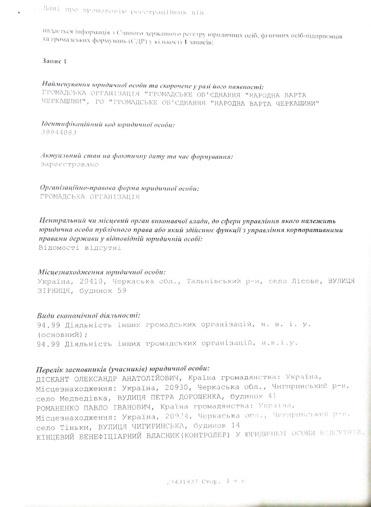 Дані про проведення реєстраційних дій
надається інформація з Єдиного державного реєстру юридичних осіб, фізичних осіб-підприємців
та громадських формувань (ЄДР) у кількості 1 записів:
Запис 1
Найменування юридичної особи та скорочене у разі його наявності:
ГРОМАДСЬКА ОРГАНІЗАЦІЯ "ГРОМАДСЬКЕ ОБ'ЄДНАННЯ "НАРОДНА ВАРТА
ЧЕРКАЩИНИ", ГО "ГРОМАДСЬКЕ ОБ'ЄДНАННЯ "НАРОДНА ВАРТА ЧЕРКАЩИНИ"
Ідентифікаційний код юридичної особи:
39944083
Актуальний стан на фактичну дату та час формування:
зареєстровано
Організаційно-правова форма юридичної особи:
ГРОМАДСЬКА ОРГАНІЗАЦІЯ
Центральний чи місцевий орган виконавчої влади, до сфери управління якого належить
юридична особа публічного права або який здійснює функції з управління корпоративними
правами держави у відповідній юридичній особі:
Відомості відсутні
Місцезнаходження юридичної особи:
Україна, 20410, Черкаська обл., Тальнівський р-н, село Лісове, ВУЛИЦЯ
ЗІРНИЦЯ, будинок 59
Види економічної діяльності:
94.99 Діяльність інших громадських організацій, н. в. і. у.
(основний);
94.99 Діяльність інших громадських організацій, н.в.і.у.
Перелік засновників (учасників) юридичної особи:
ДІСКАНТ ОЛЕКСАНДР АНАТОЛІЙОВИЧ, Країна громадянства: Україна,
Місцезнаходження: Україна, 20930, Черкаська обл., Чигиринський р-н,
село Медведівка, ВУЛИЦЯ ПЕТРА ДОРОШЕНКА, будинок 41
РОМАНЕНКО ПАВЛО ІВАНОВИЧ, Країна громадянства: Україна,
Місцезнаходження: Україна, 20924, Черкаська обл., Чигиринський р-н,
село Тіньки, ВУЛИЦЯ ЧИГИРИНСЬКА, будинок 14
КІНЦЕВИЙ БЕНЕФІЦІАРНИЙ ВЛАСНИК(КОНТРОЛЕР) У ЮРИДИЧНОЇ ОСОБИ ВІДСУТНІЙ.
Стор.